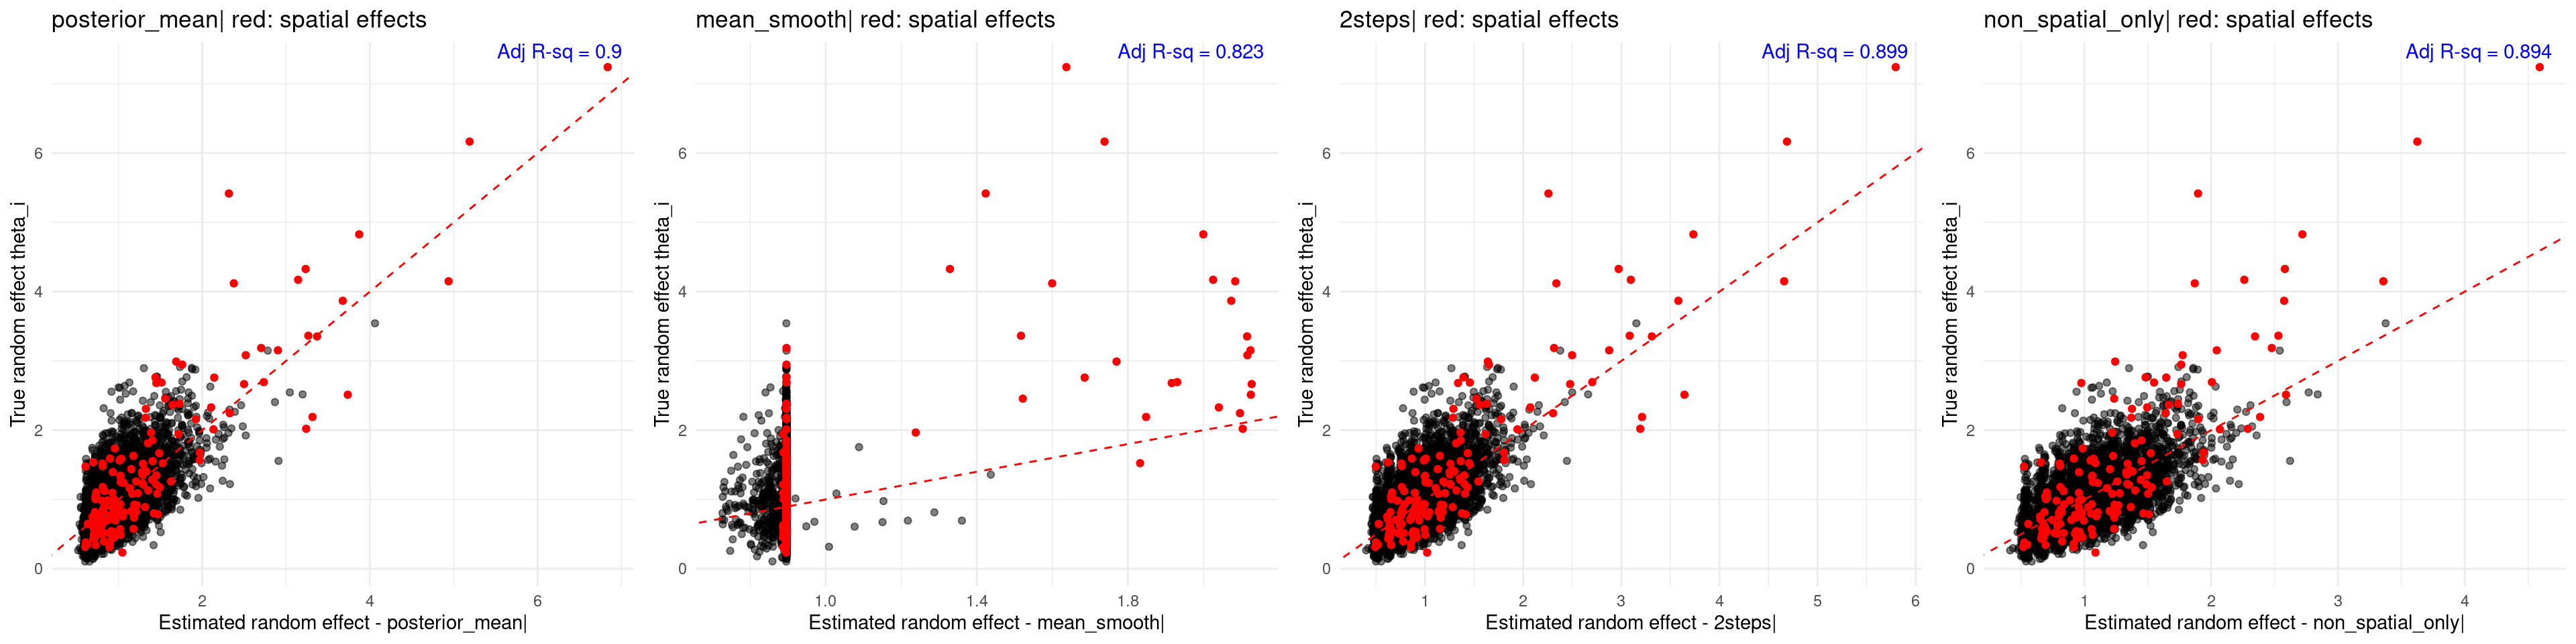 posterior_mean| red: spatial effects
Adj R-sq = 0.9
True random effect theta_i
6
4
2
0
2
4
6
Estimated random effect - posterior_mean|
mean_smooth| red: spatial effects
Adj R-sq = 0.823
True random effect theta_i
6
4
2
0
1.0
1.4
1.8
Estimated random effect - mean_smooth|
2steps| red: spatial effects
Adj R-sq = 0.899
True random effect theta_i
6
4
2
0
1
2
3
4
5
6
Estimated random effect - 2steps|
non_spatial_only| red: spatial effects
Adj R-sq = 0.894
True random effect theta_i
6
4
2
0
1
2
3
4
Estimated random effect - non_spatial_only|